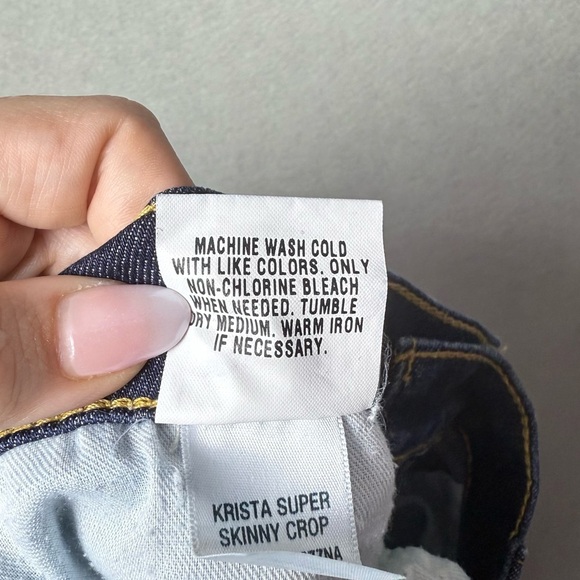 MACHINE WASH COLD
WITH LIKE COLORS. ONLY
NON-CHLORINE BLEACH
WHEN NEEDED. TUMBLE
DRY MEDIUM. WARM IRON
IF NECESSARY.
KRISTA SUPER
SKINNY CROP